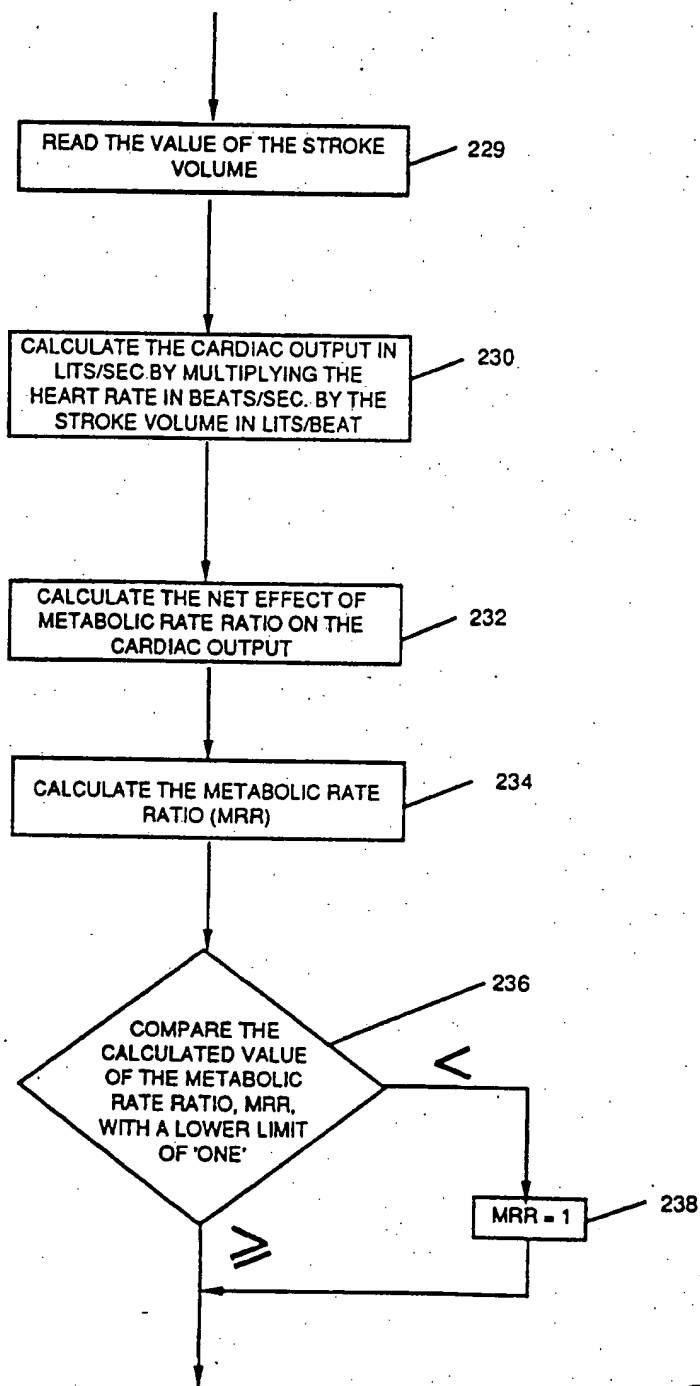 READ THE VALUE OF THE STROKE
VOLUME
229
CALCULATE THE CARDIAC OUTPUT IN
LITS/SEC.BY MULTIPLYING THE
HEART RATE IN BEATS/SEC. BY THE
STROKE VOLUME IN LITS/BEAT
230
CALCULATE THE NET EFFECT OF
METABOLIC RATE RATIO ON THE
CARDIAC OUTPUT
232
CALCULATE THE METABOLIC RATE
RATIO (MRR)
234
COMPARE THE
CALCULATED VALUE
OF THE METABOLIC
RATE RATIO, MRR,
WITH A LOWER LIMIT
OF 'ONE'
236
<
MRR = 1
238
≥